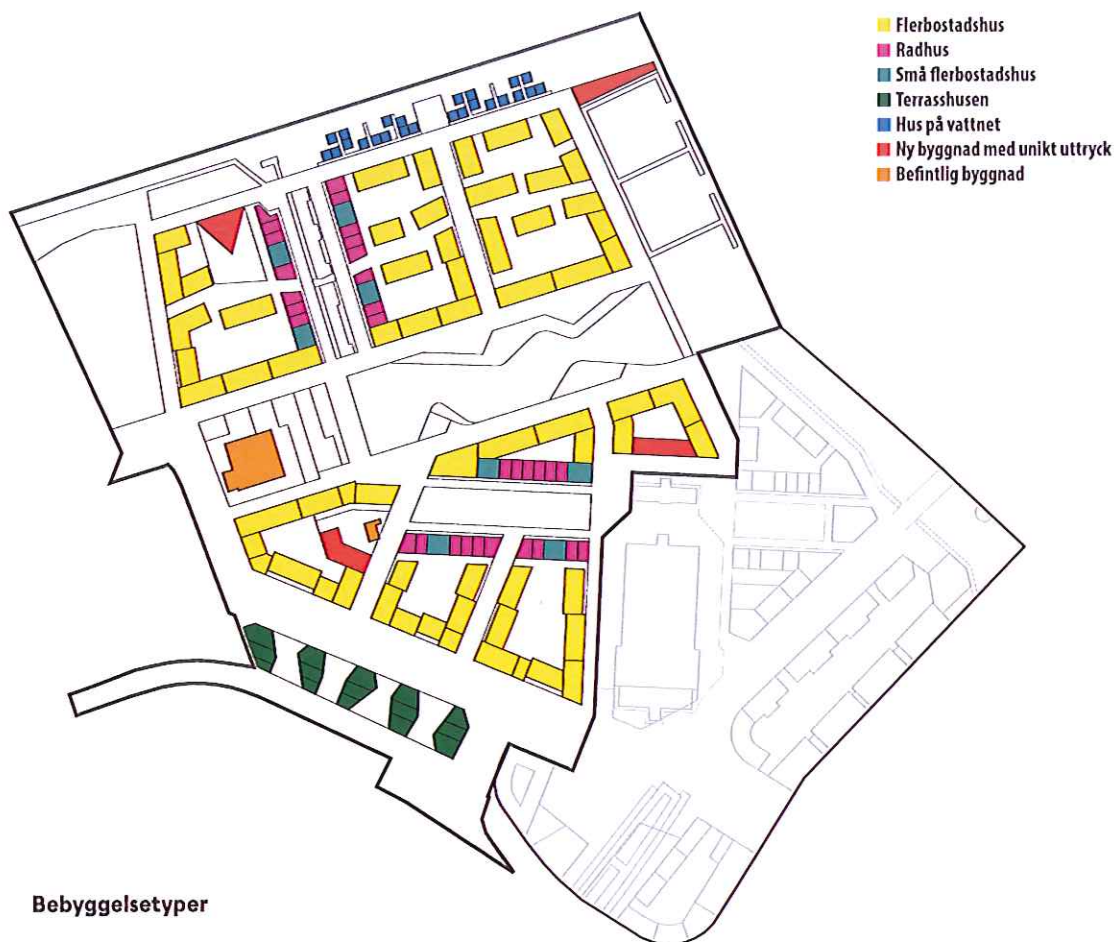 Flerbostadshus
Radhus
Små flerbostadshus
Terrasshusen
Hus på vattnet
Ny byggnad med unikt uttryck
Befintlig byggnad
Bebyggelsetyper